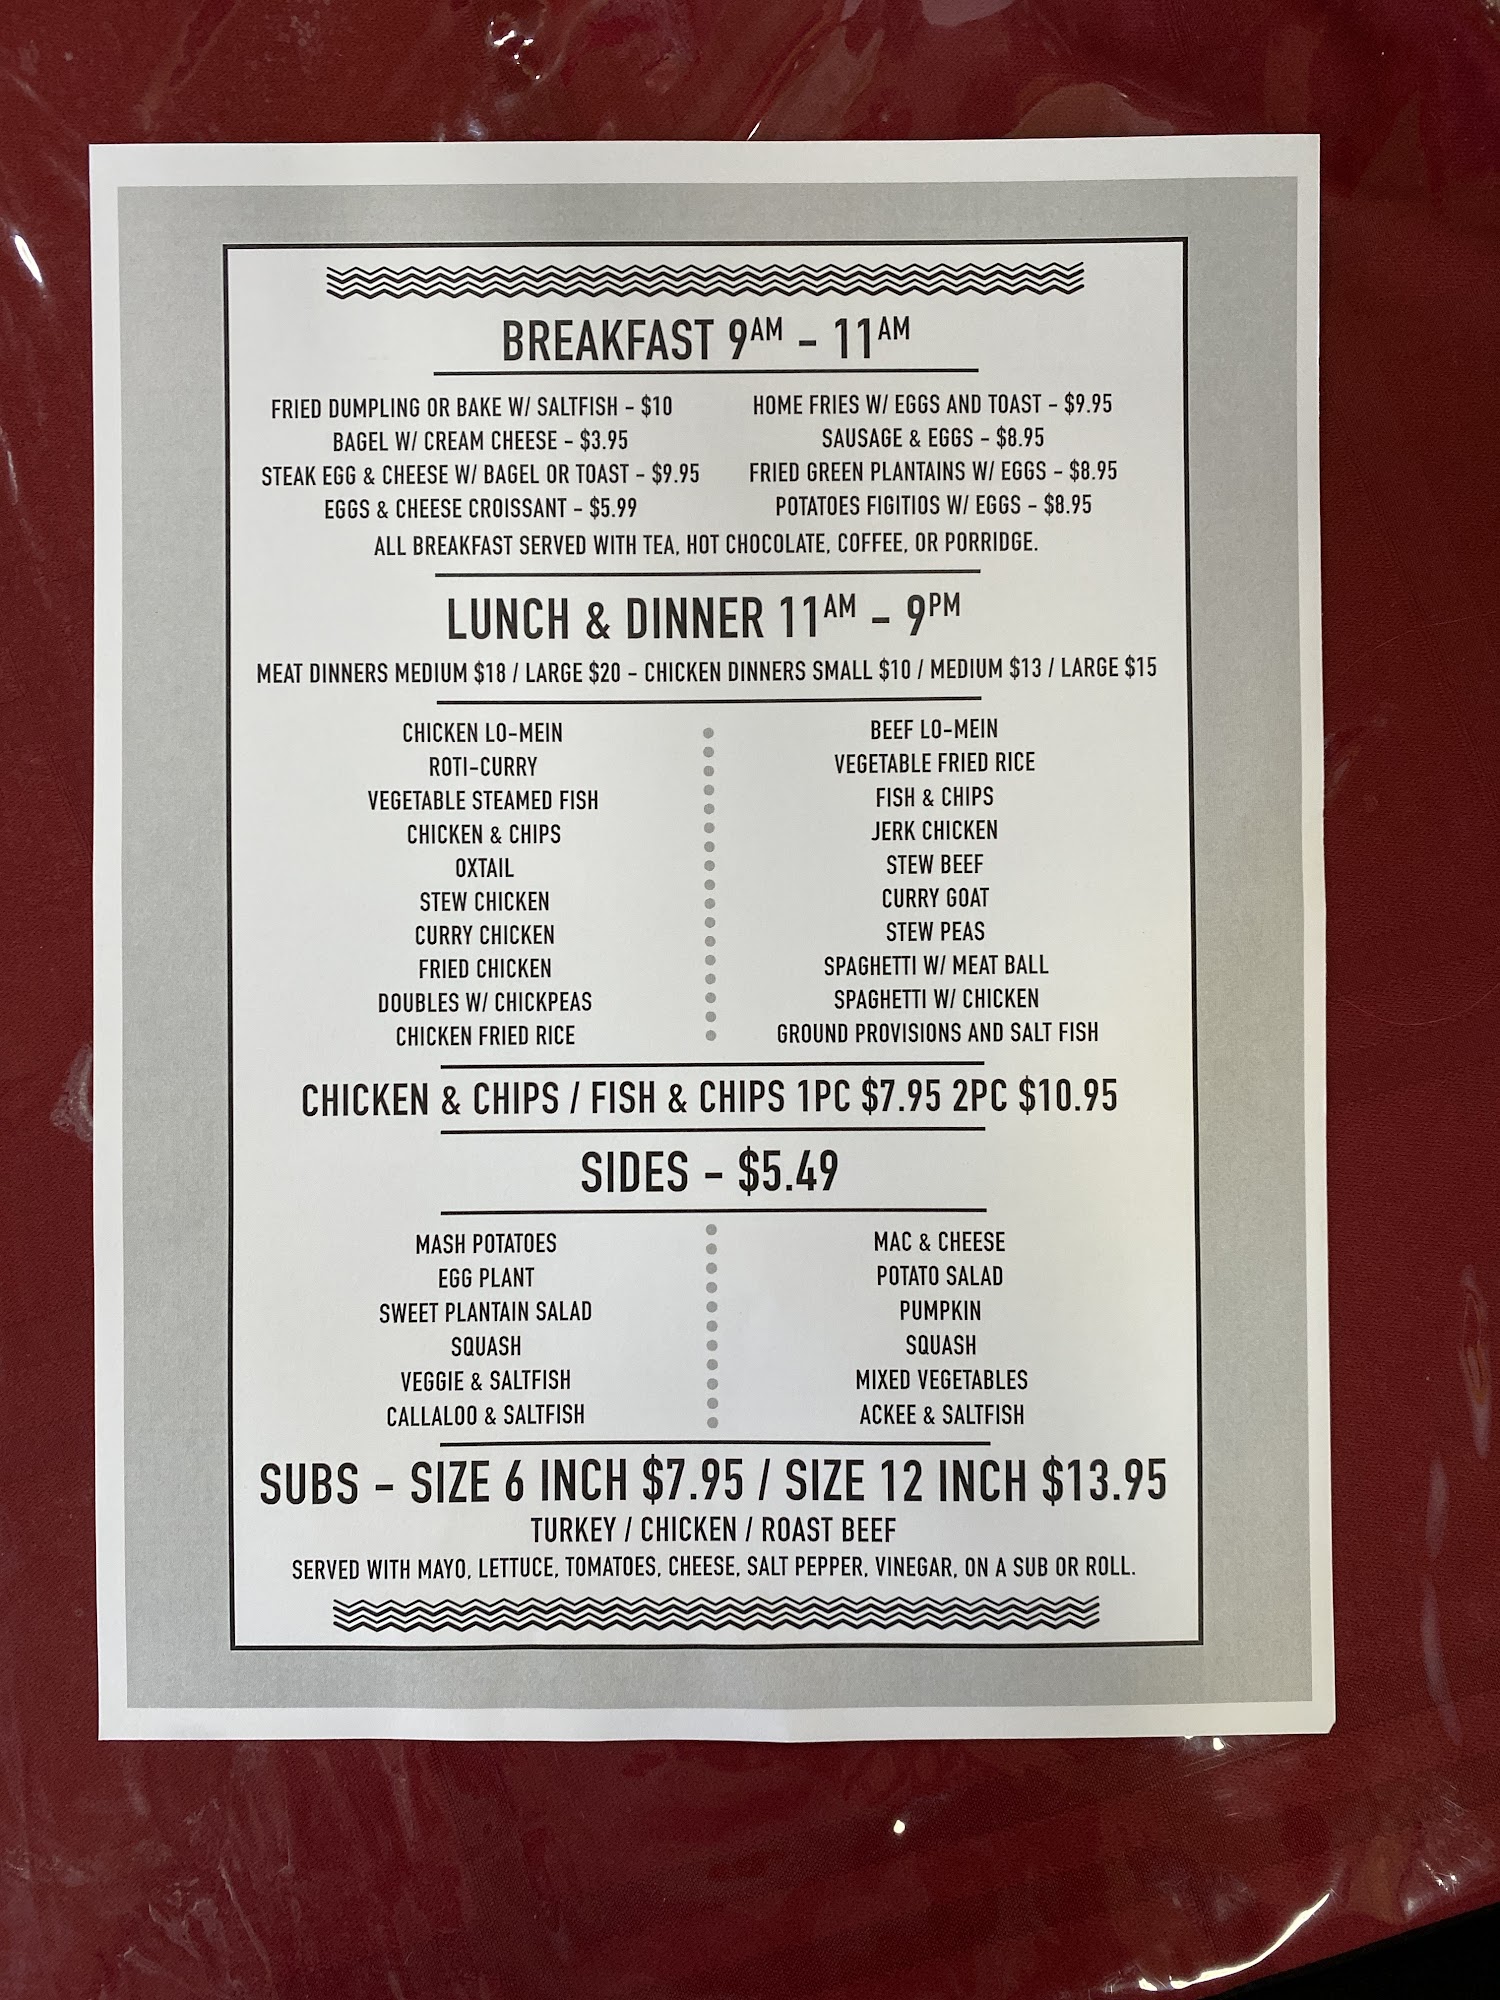 BREAKFAST 9AM - 11AM
FRIED DUMPLING OR BAKE W/ SALTFISH - $10
BAGEL W/ CREAM CHEESE - $3.95
STEAK EGG & CHEESE W/ BAGEL OR TOAST - $9.95
EGGS & CHEESE CROISSANT - $5.99
HOME FRIES W/ EGGS AND TOAST - $9.95
SAUSAGE & EGGS - $8.95
FRIED GREEN PLANTAINS W/ EGGS - $8.95
POTATOES FIGITIOS W/ EGGS - $8.95
ALL BREAKFAST SERVED WITH TEA, HOT CHOCOLATE, COFFEE, OR PORRIDGE.
LUNCH & DINNER 11AM - 9PM
MEAT DINNERS MEDIUM $18 / LARGE $20 - CHICKEN DINNERS SMALL $10 / MEDIUM $13 / LARGE $15
CHICKEN LO-MEIN
ROTI-CURRY
VEGETABLE STEAMED FISH
CHICKEN & CHIPS
OXTAIL
STEW CHICKEN
CURRY CHICKEN
FRIED CHICKEN
DOUBLES W/ CHICKPEAS
CHICKEN FRIED RICE
BEEF LO-MEIN
VEGETABLE FRIED RICE
FISH & CHIPS
JERK CHICKEN
STEW BEEF
CURRY GOAT
STEW PEAS
SPAGHETTI W/ MEAT BALL
SPAGHETTI W/ CHICKEN
GROUND PROVISIONS AND SALT FISH
CHICKEN & CHIPS / FISH & CHIPS 1PC $7.95 2PC $10.95
SIDES - $5.49
MASH POTATOES
EGG PLANT
SWEET PLANTAIN SALAD
SQUASH
VEGGIE & SALTFISH
CALLALOO & SALTFISH
MAC & CHEESE
POTATO SALAD
PUMPKIN
SQUASH
MIXED VEGETABLES
ACKEE & SALTFISH
SUBS - SIZE 6 INCH $7.95 / SIZE 12 INCH $13.95
TURKEY / CHICKEN / ROAST BEEF
SERVED WITH MAYO, LETTUCE, TOMATOES, CHEESE, SALT PEPPER, VINEGAR, ON A SUB OR ROLL.